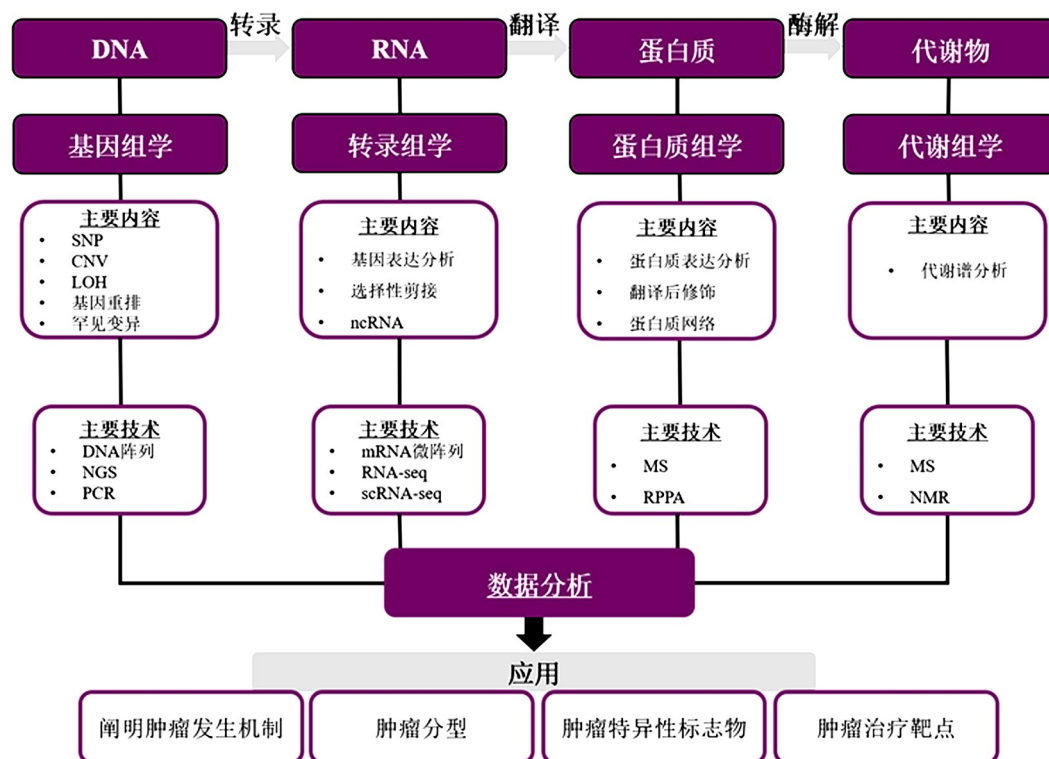 转录
翻译
酶解
DNA
RNA
蛋白质
代谢物
基因组学
转录组学
蛋白质组学
代谢组学
主要内容
• SNP
• CNV
• LOH
• 基因重排
• 罕见变异
主要内容
• 基因表达分析
• 选择性剪接
• ncRNA
主要内容
• 蛋白质表达分析
• 翻译后修饰
• 蛋白质网络
主要内容
• 代谢谱分析
主要技术
• DNA阵列
• NGS
• PCR
主要技术
• mRNA微阵列
• RNA-seq
• scRNA-seq
主要技术
• MS
• RPPA
主要技术
• MS
• NMR
数据分析
应用
阐明肿瘤发生机制
肿瘤分型
肿瘤特异性标志物
肿瘤治疗靶点